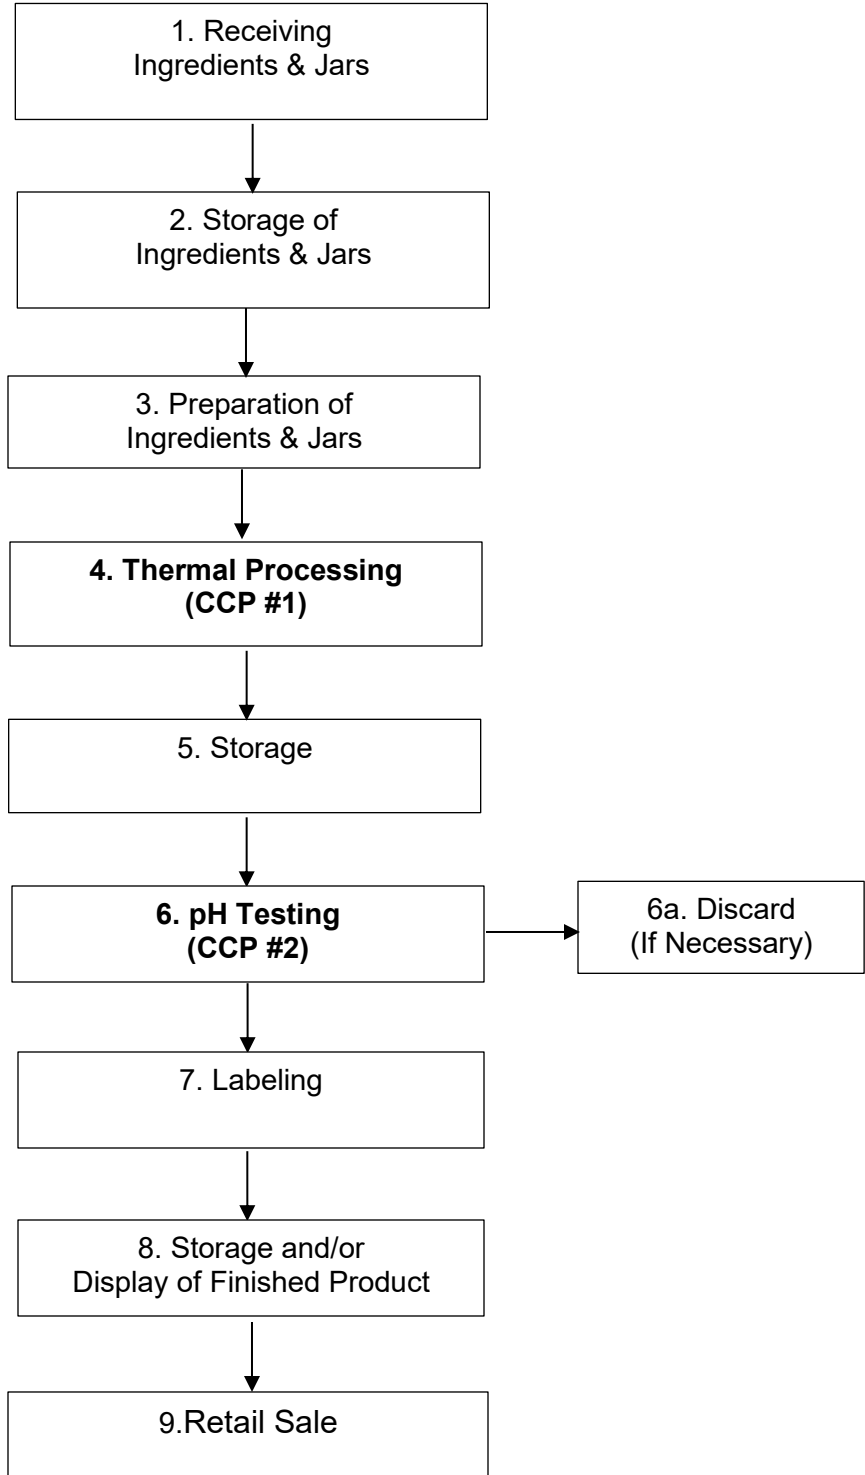 1. Receiving
Ingredients & Jars
2. Storage of
Ingredients & Jars
3. Preparation of
Ingredients & Jars
4. Thermal Processing
(CCP #1)
5. Storage
6. pH Testing
(CCP #2)
6a. Discard
(If Necessary)
7. Labeling
8. Storage and/or
Display of Finished Product
9.Retail Sale